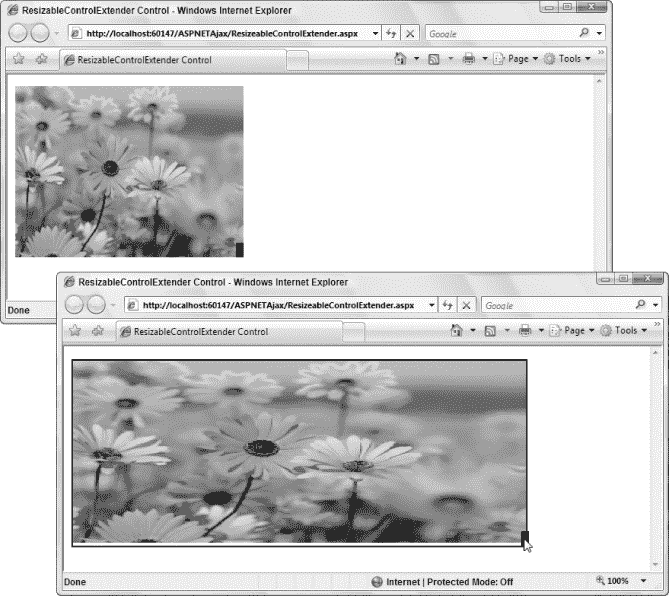 ResizableControlExtender Control - Windows Internet Explorer
http://localhost:60147/ASPNETAjax/ResizeableControlExtender.aspx
Google
ResizableControlExtender Control
Page
Tools
Done
ResizableControlExtender Control - Windows Internet Explorer
http://localhost:60147/ASPNETAjax/ResizeableControlExtender.aspx
Google
ResizableControlExtender Control
Page
Tools
Done
Internet | Protected Mode: Off
100%